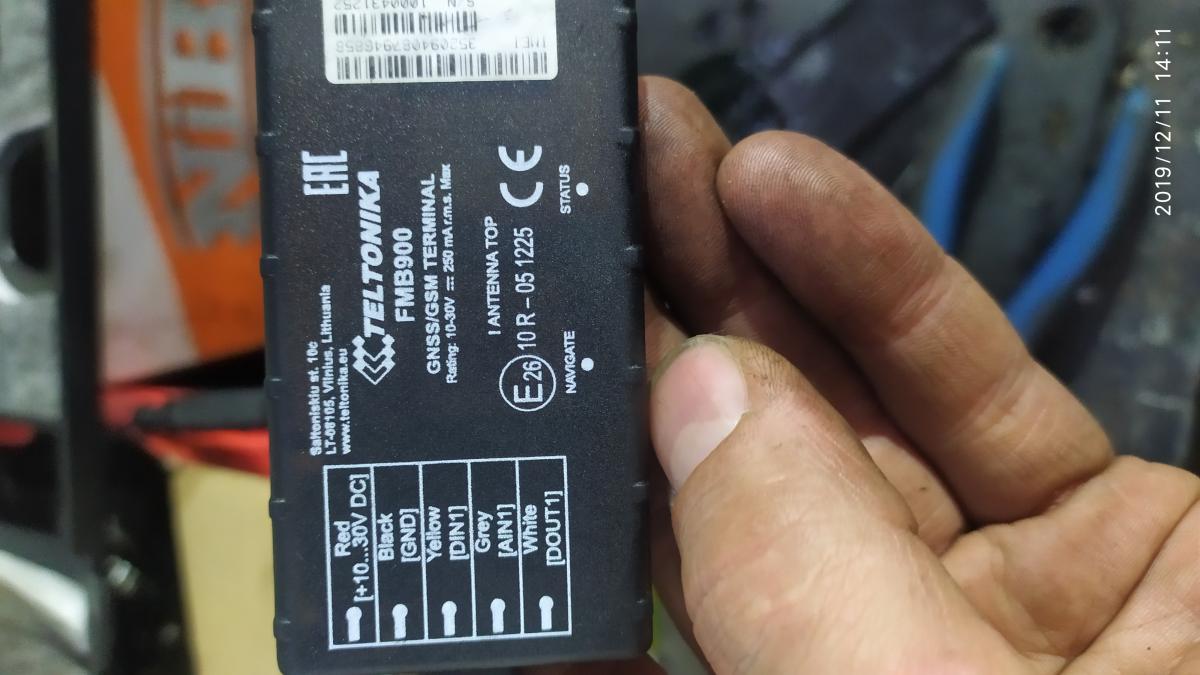 S/N 1000431252
IMEI 352094087946858
EAC
TELTONIKA
FMB900
GNSS/GSM TERMINAL
Rating: 10-30V ⎓ 250 mA r.m.s. Max
! ANTENNA TOP
E26 10 R - 05 1225 CE
NAVIGATE STATUS
Saltoniskiu st. 10c
LT-08105, Vilnius, Lithuania
www.teltonika.eu
Red
[+10...30V DC]
Black
[GND]
Yellow
[DIN1]
Grey
[AIN1]
White
[DOUT1]
2019/12/11 14:11